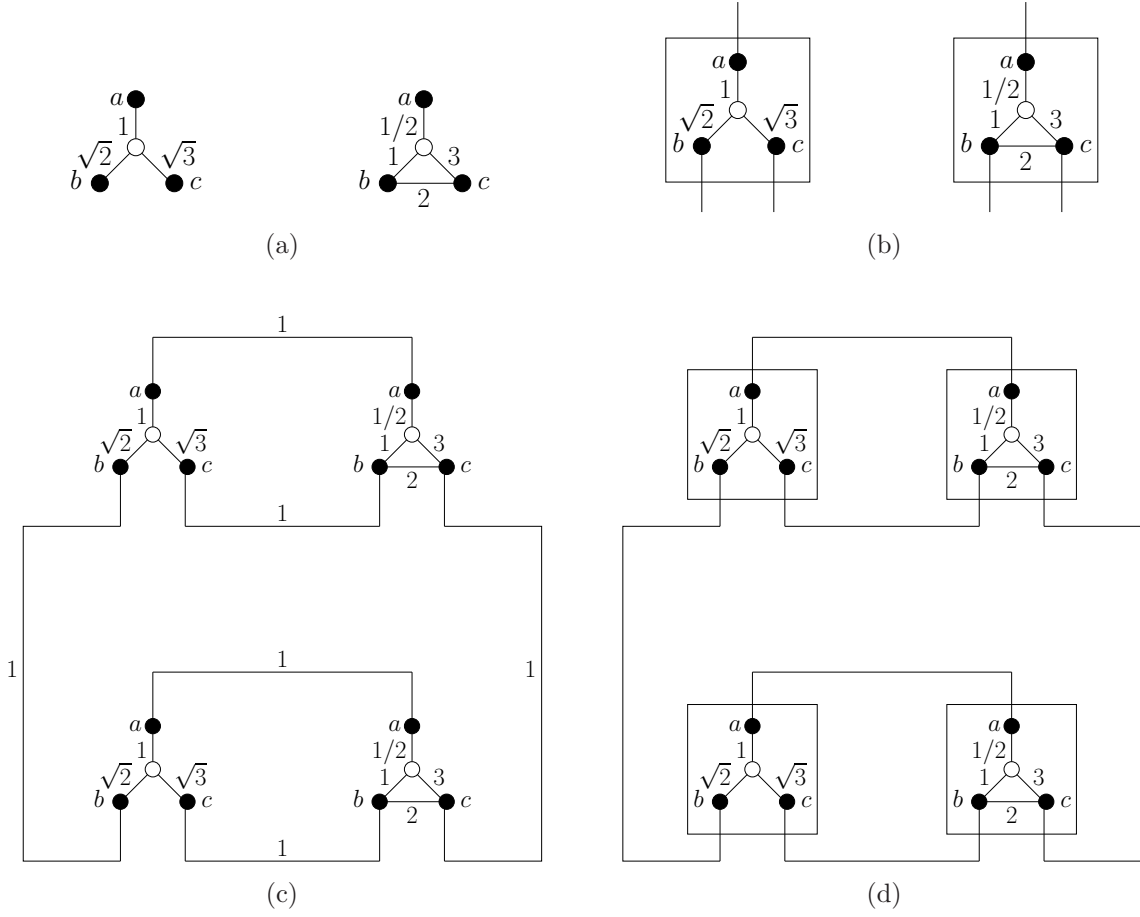 a a
a a
1 1/2
1 1/2
√2 √3 1 3
√2 √3 1 3
b c b c
b c b c
2
2
(a) (b)
1
a a a a
1 1/2 1 1/2
√2 √3 1 3 √2 √3 1 3
b c b c b c b c
2 2
1
1 1 1
a a a a
1 1/2 1 1/2
√2 √3 1 3 √2 √3 1 3
b c b c b c b c
2 2
1
(c) (d)